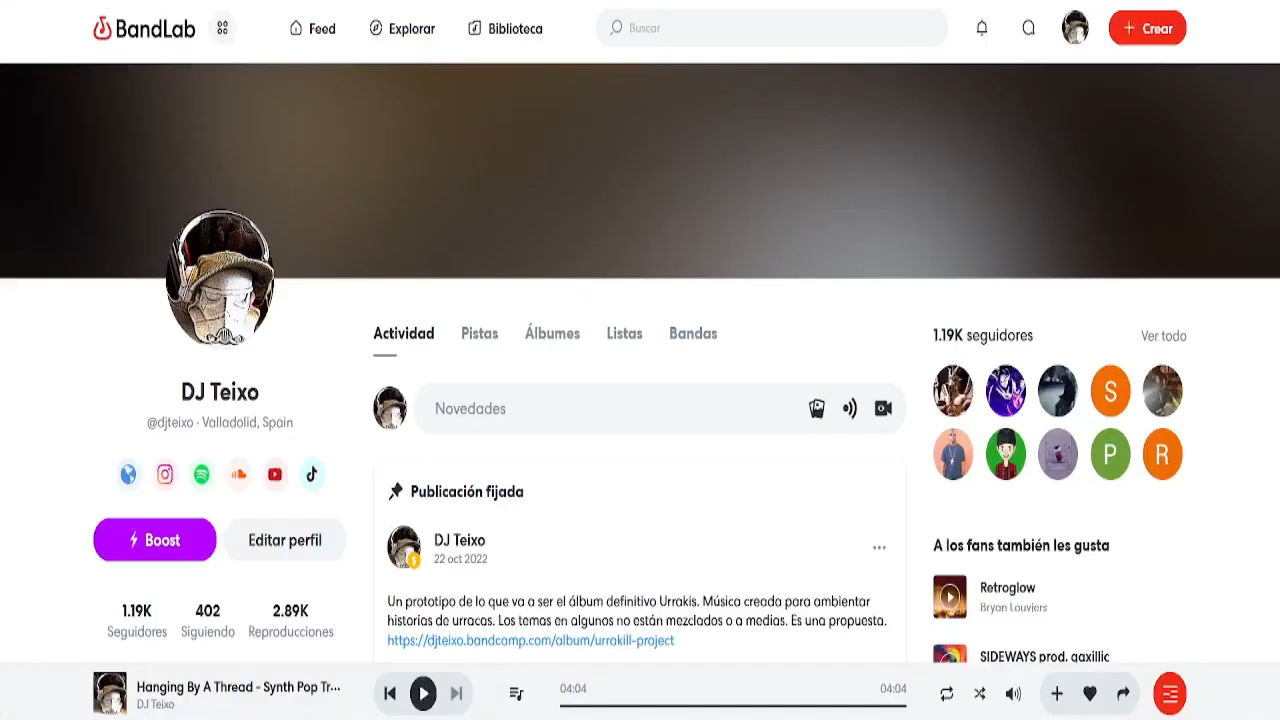 BandLab
Feed
Explorar
Biblioteca
Buscar
Crear
DJ Teixo
@djteixo · Valladolid, Spain
Boost
Editar perfil
1.19K
402
2.89K
Seguidores
Siguiendo
Reproducciones
Actividad
Pistas
Álbumes
Listas
Bandas
Novedades
Publicación fijada
DJ Teixo
22 oct 2022
Un prototipo de lo que va a ser el álbum definitivo Urrakis. Música creada para ambientar
historias de urracas. Los temas en algunos no están mezclados o a medias. Es una propuesta.
https://djteixo.bandcamp.com/album/urrakill-project
1.19K seguidores
Ver todo
S
P
R
A los fans también les gusta
Retroglow
Bryan Louviers
SIDEWAYS prod. gaxillic
Hanging By A Thread - Synth Pop Tr...
DJ Teixo
04:04
04:04